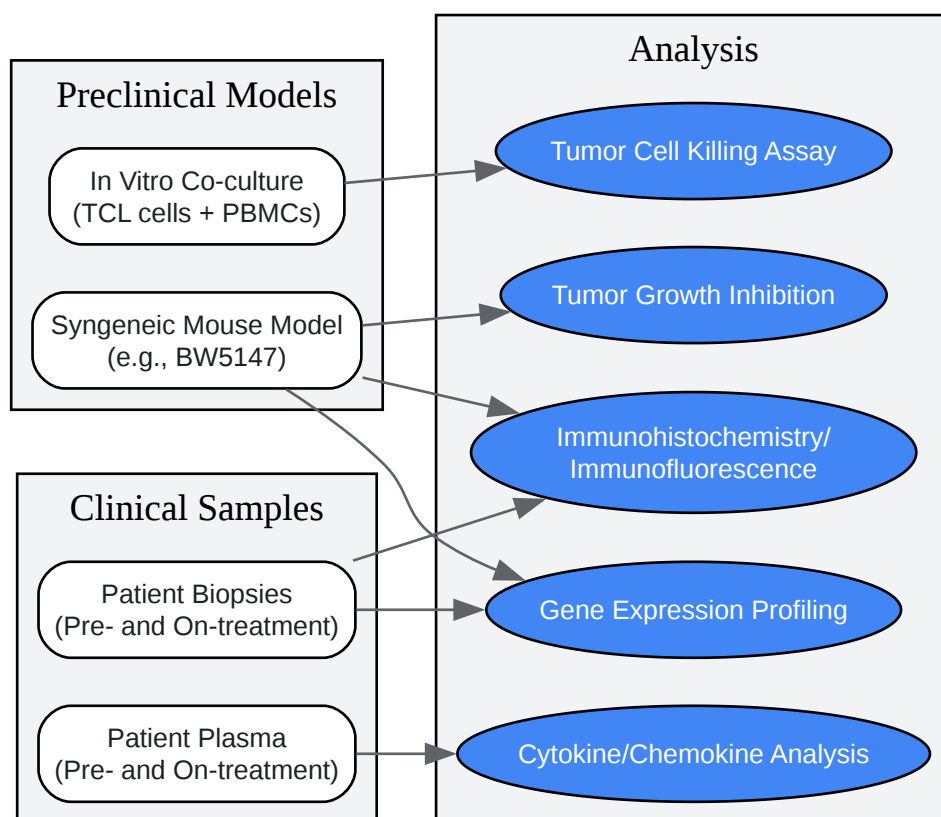 Preclinical Models
In Vitro Co-culture
(TCL cells + PBMCs)
Syngeneic Mouse Model
(e.g., BW5147)
Clinical Samples
Patient Biopsies
(Pre- and On-treatment)
Patient Plasma
(Pre- and On-treatment)
Analysis
Tumor Cell Killing Assay
Tumor Growth Inhibition
Immunohistochemistry/
Immunofluorescence
Gene Expression Profiling
Cytokine/Chemokine Analysis